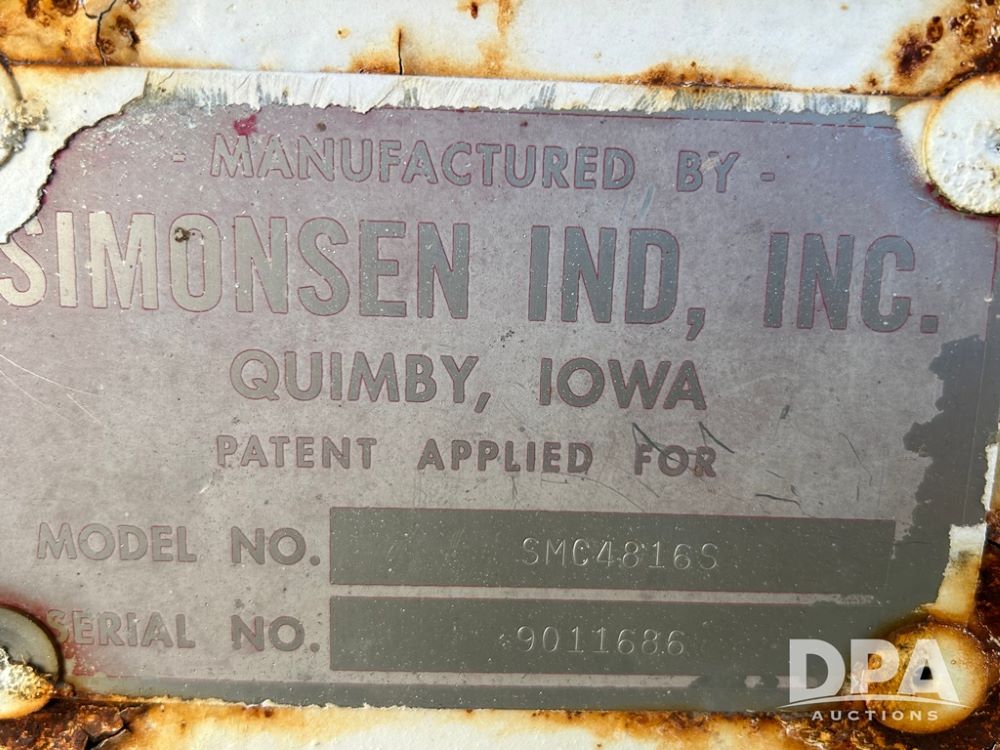 - MANUFACTURED BY -
SIMONSEN IND, INC.
QUIMBY, IOWA
PATENT APPLIED FOR
MODEL NO. SMC4816S
SERIAL NO. 9011686
DPA
AUCTIONS